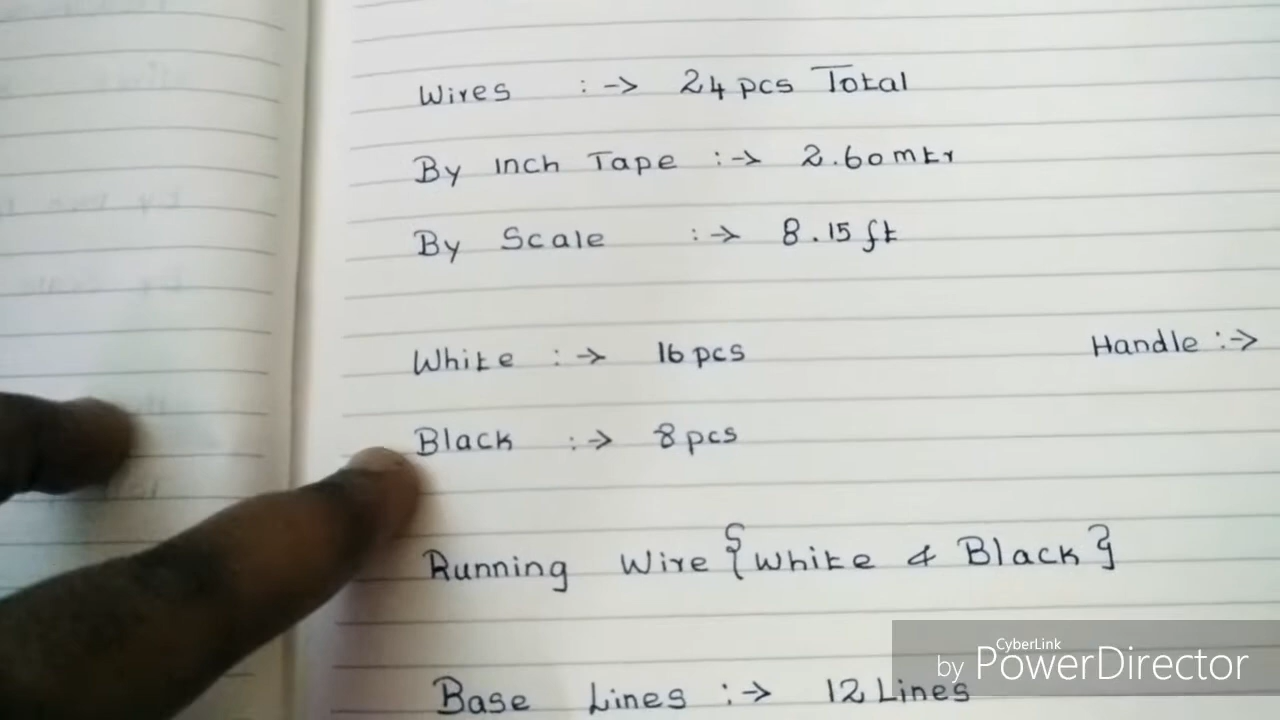 Wires :-> 24 pcs Total
By Inch Tape :-> 2.60 mtr
By Scale :-> 8.15 ft
White :-> 16 pcs
Handle :->
Black :-> 8 pcs
Running Wire {White & Black}
Base Lines :-> 12 Lines
CyberLink
by PowerDirector